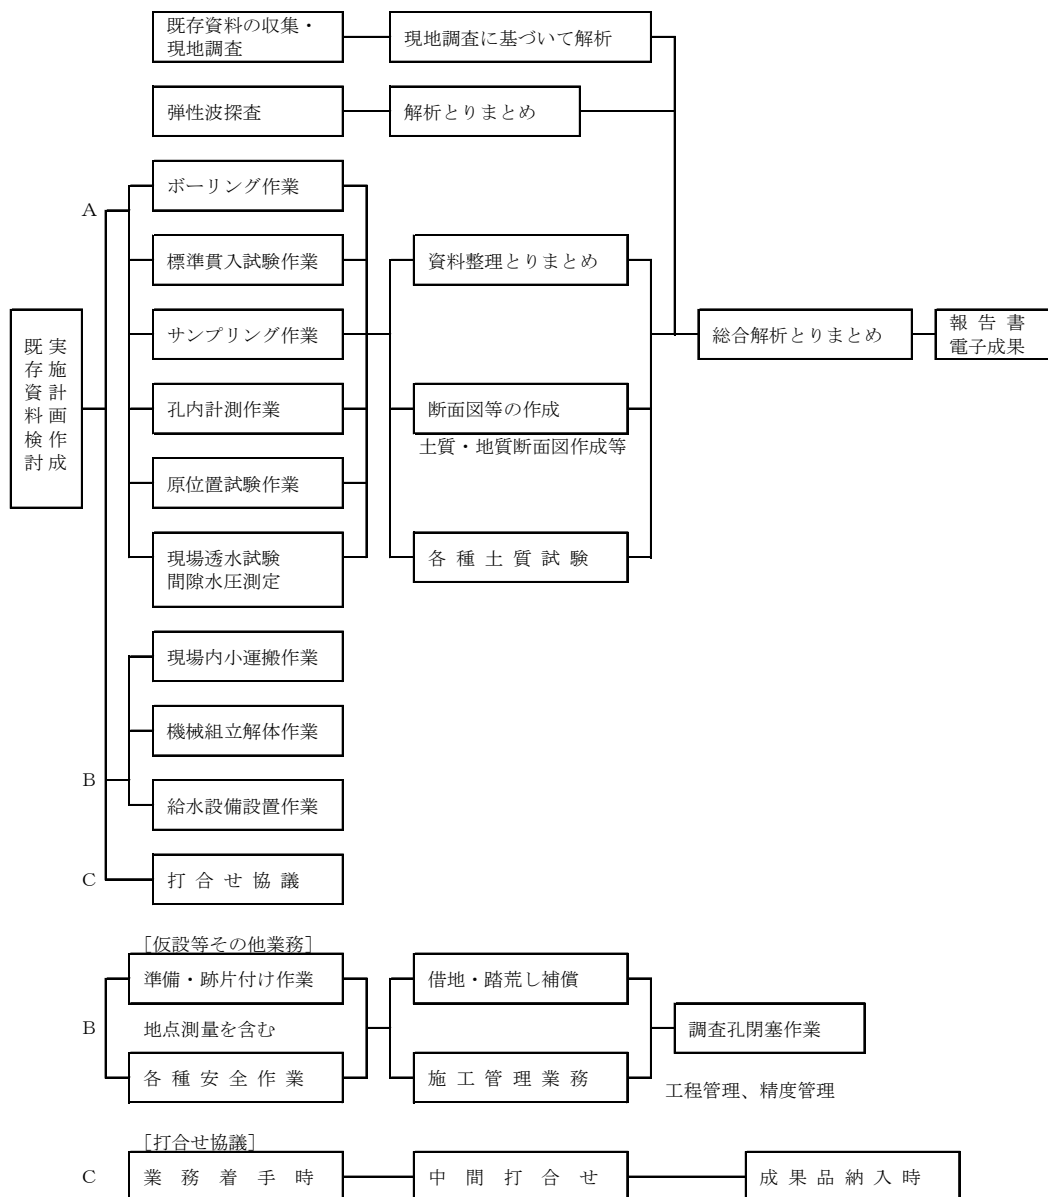 既存資料の収集・
現地調査
現地調査に基づいて解析
弾性波探査
解析とりまとめ
ボーリング作業
A
標準貫入試験作業
資料整理とりまとめ
サンプリング作業
総合解析とりまとめ
報告書
電子成果
実施計画作成
既存資料検討
孔内計測作業
断面図等の作成
土質・地質断面図作成等
原位置試験作業
現場透水試験
間隙水圧測定
各種土質試験
現場内小運搬作業
機械組立解体作業
B
給水設備設置作業
C
打合せ協議
[仮設等その他業務]
準備・跡片付け作業
借地・踏荒し補償
B
地点測量を含む
調査孔閉塞作業
各種安全作業
施工管理業務
工程管理、精度管理
[打合せ協議]
C
業務着手時
中間打合せ
成果品納入時